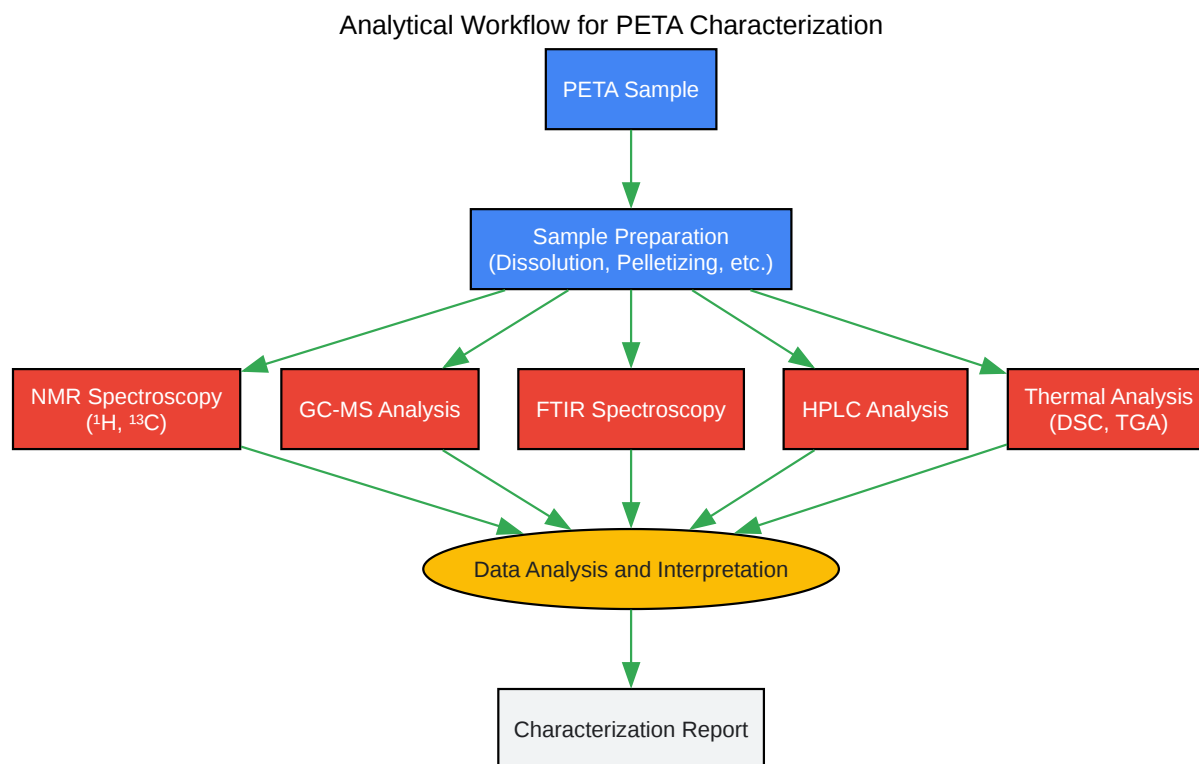 Analytical Workflow for PETA Characterization
PETA Sample
Sample Preparation
(Dissolution, Pelletizing, etc.)
NMR Spectroscopy
(¹H, ¹³C)
GC-MS Analysis
FTIR Spectroscopy
HPLC Analysis
Thermal Analysis
(DSC, TGA)
Data Analysis and Interpretation
Characterization Report